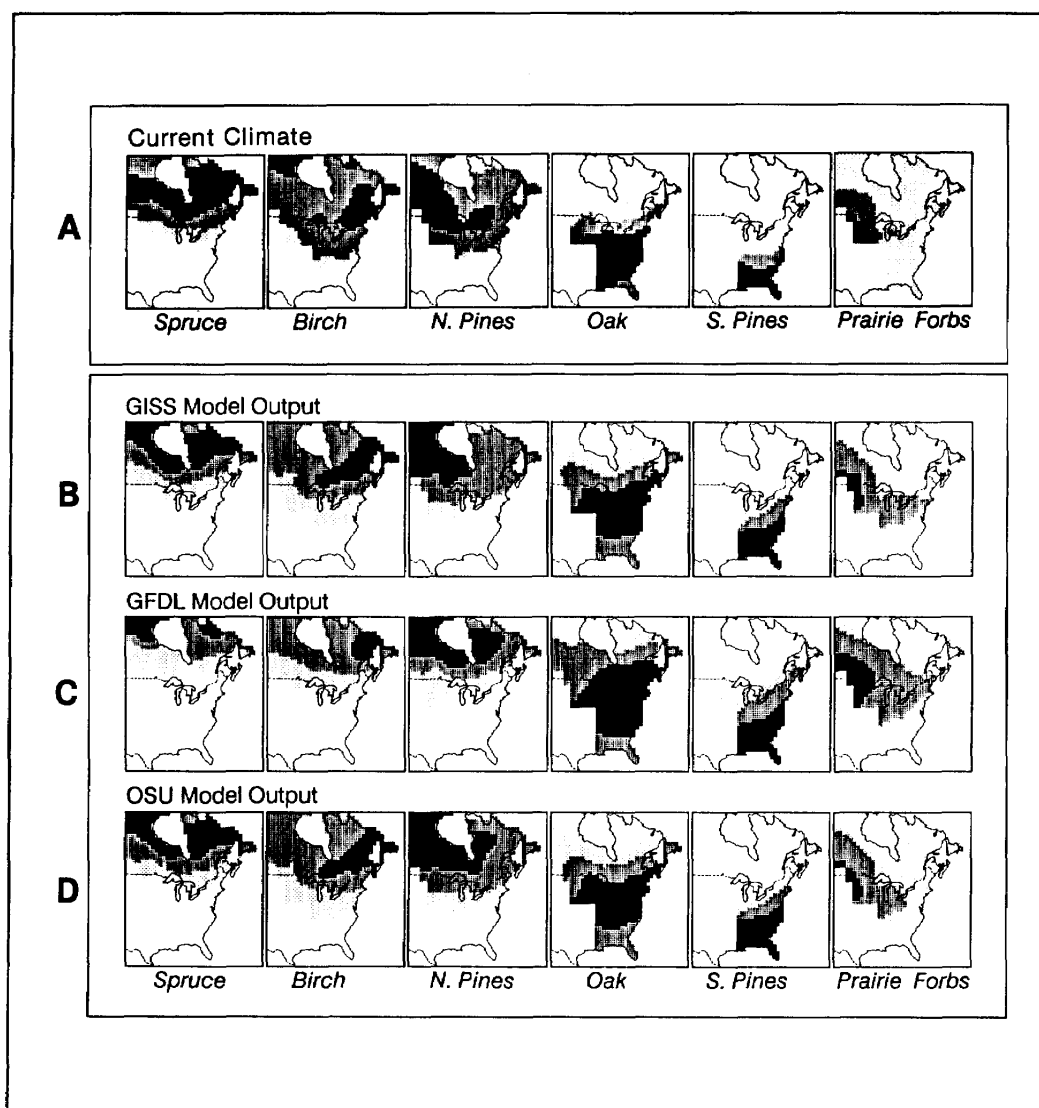 Current Climate
A
Spruce Birch N. Pines Oak S. Pines Prairie Forbs
GISS Model Output
B
GFDL Model Output
C
OSU Model Output
D
Spruce Birch N. Pines Oak S. Pines Prairie Forbs